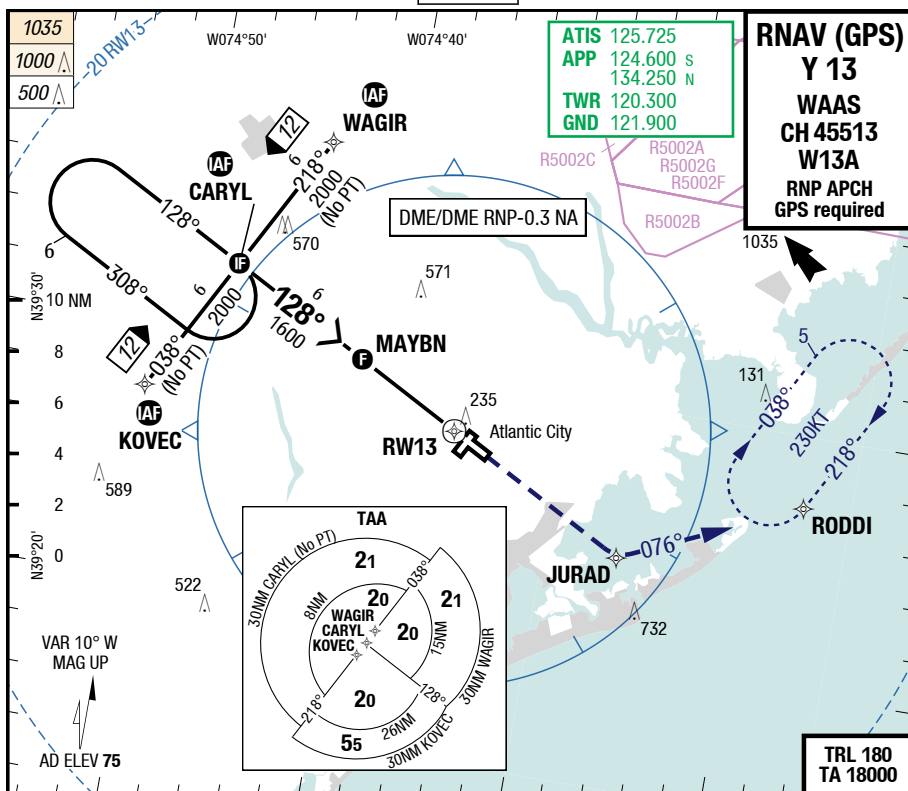 1035
1000
500
20 RW13
W074°50'
W074°40'
ATIS 125.725
APP 124.600 S
134.250 N
TWR 120.300
GND 121.900
RNAV (GPS)
Y 13
WAAS
CH 45513
W13A
RNP APCH
GPS required
R5002C
R5002A
R5002G
R5002F
R5002B
1035
IAF
WAGIR
12
6
218°
2000
(No PT)
IAF
CARYL
IF
128°
308°
6
570
DME/DME RNP-0.3 NA
571
6
128°
1600
6
2000
038°
(No PT)
12
IAF
KOVEC
F
MAYBN
235
RW13
Atlantic City
N39°30'
10 NM
8
6
4
2
0
N39°20'
589
522
131
5
038°
230KT
218°
RODDI
076°
JURAD
732
TAA
30NM CARYL (No PT)
21
038°
8NM
20
21
WAGIR
CARYL
KOVEC
20
15NM
30NM WAGIR
218°
20
128°
26NM
55
30NM KOVEC
VAR 10° W
MAG UP
AD ELEV 75
TRL 180
TA 18000